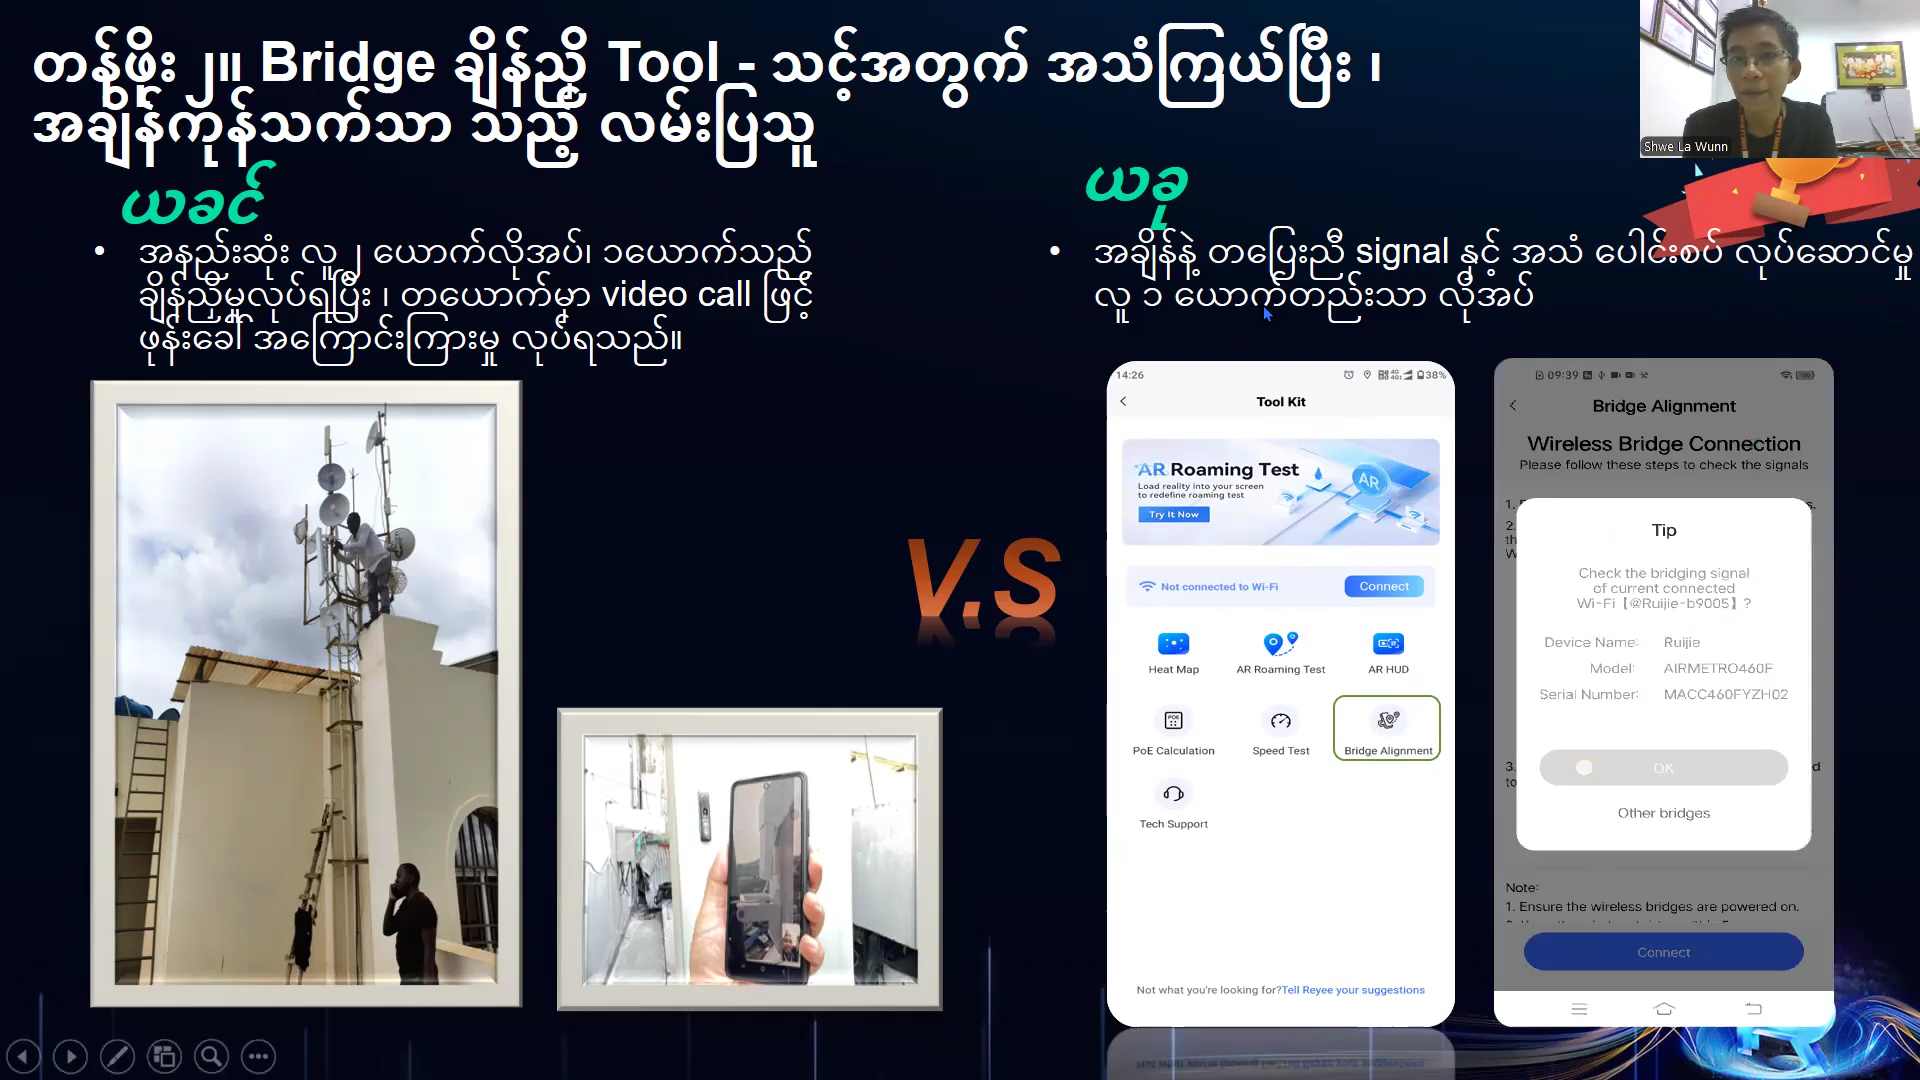 တန်ဖိုး ၂။ Bridge ချိန်ညှိ Tool - သင့်အတွက် အသံကြယ်ပြီး ၊
အချိန်ကုန်သက်သာ သည့် လမ်းပြသူ
Shwe La Wunn
ယခင်
• အနည်းဆုံး လူ ၂ ယောက်လိုအပ်၊ ၁ယောက်သည်
ချိန်ညှိမှုလုပ်ရပြီး ၊ တယောက်မှာ video call ဖြင့်
ဖုန်းခေါ် အကြောင်းကြားမှု လုပ်ရသည်။
ယခု
• အချိန်နဲ့ တပြေးညီ signal နှင့် အသံ ပေါင်းစပ် လုပ်ဆောင်မှု
လူ ၁ ယောက်တည်းသာ လိုအပ်
V.S
14:26
38%
Tool Kit
AR Roaming Test
Load reality into your screen
to redefine roaming test
Try It Now
AR
Not connected to Wi-Fi
Connect
Heat Map
AR Roaming Test
AR HUD
PoE Calculation
Speed Test
Bridge Alignment
Tech Support
Not what you're looking for?Tell Reyee your suggestions
09:39
Bridge Alignment
Wireless Bridge Connection
Please follow these steps to check the signals
1.
2.
Tip
Check the bridging signal
of current connected
Wi-Fi【@Ruijie-b9005】?
Device Name: Ruijie
Model: AIRMETRO460F
Serial Number: MACC460FYZH02
3.
OK
Other bridges
Note:
1. Ensure the wireless bridges are powered on.
Connect